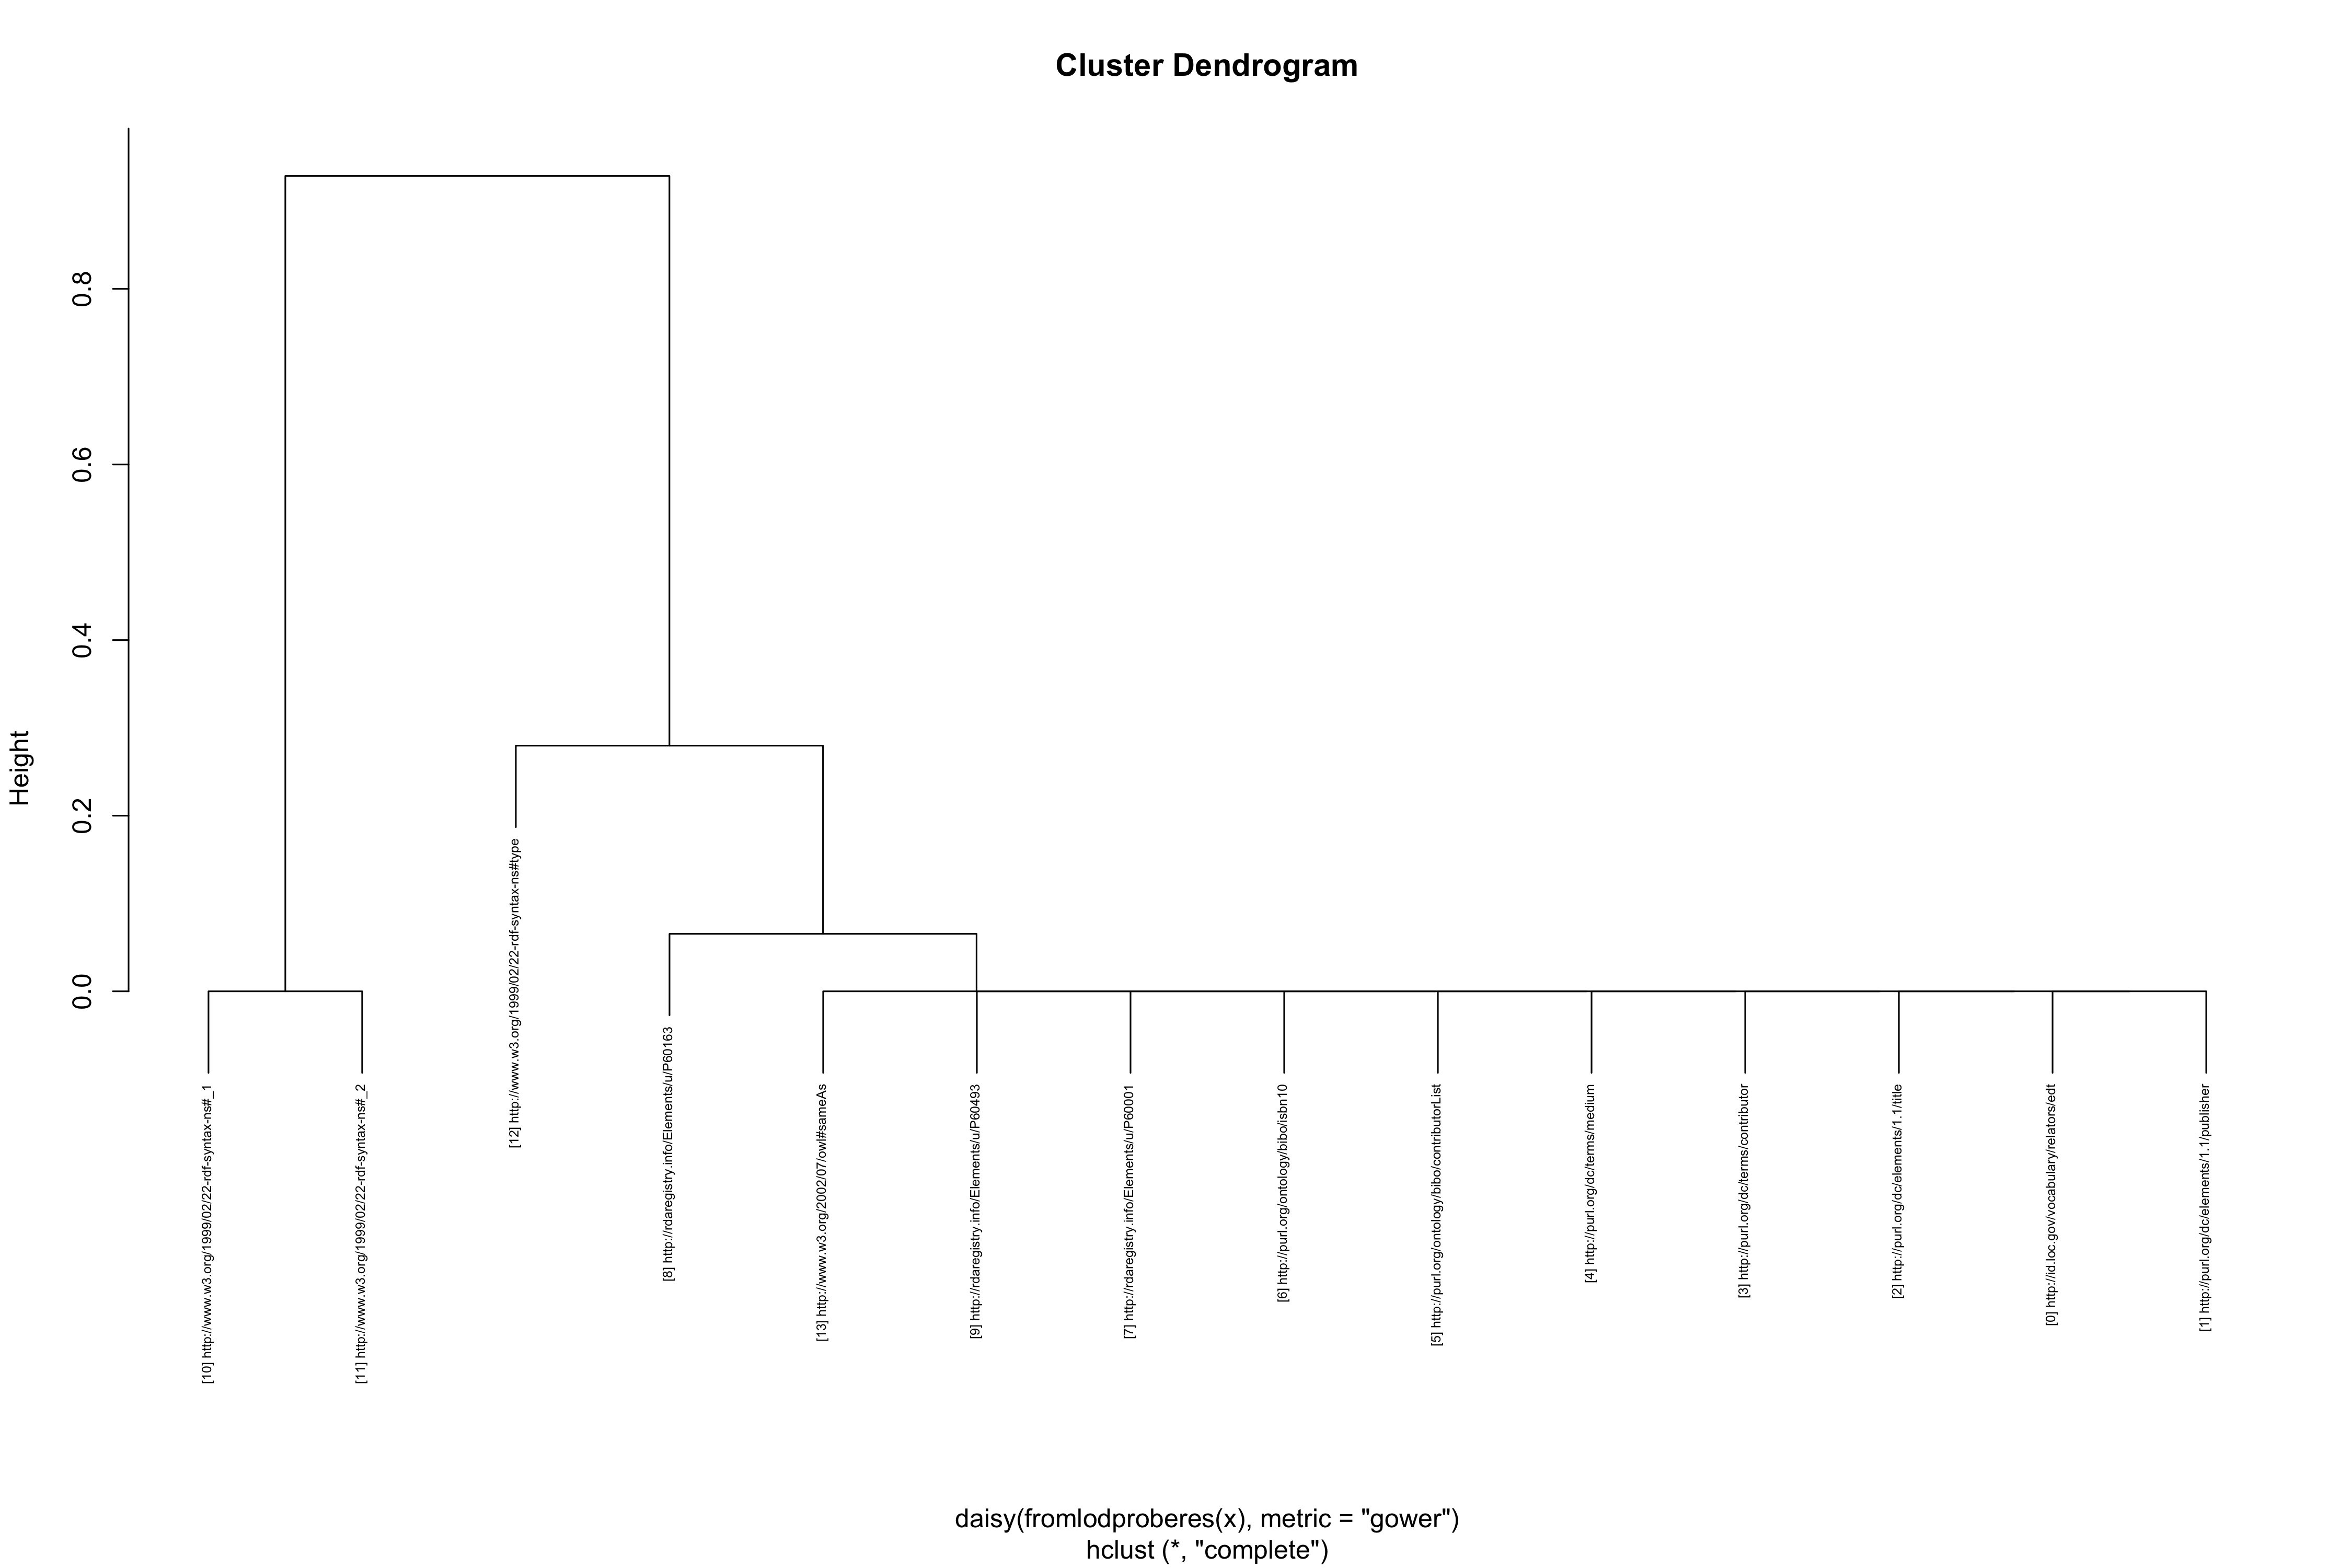 Cluster Dendrogram
Height
0.0
0.2
0.4
0.6
0.8
[10] http://www.w3.org/1999/02/22-rdf-syntax-ns#_1
[11] http://www.w3.org/1999/02/22-rdf-syntax-ns#_2
[12] http://www.w3.org/1999/02/22-rdf-syntax-ns#type
[8] http://rdaregistry.info/Elements/u/P60163
[13] http://www.w3.org/2002/07/owl#sameAs
[9] http://rdaregistry.info/Elements/u/P60493
[7] http://rdaregistry.info/Elements/u/P60001
[6] http://purl.org/ontology/bibo/isbn10
[5] http://purl.org/ontology/bibo/contributorList
[4] http://purl.org/dc/terms/medium
[3] http://purl.org/dc/terms/contributor
[2] http://purl.org/dc/elements/1.1/title
[0] http://id.loc.gov/vocabulary/relators/edt
[1] http://purl.org/dc/elements/1.1/publisher
daisy(fromlodproberes(x), metric = "gower")
hclust (*, "complete")